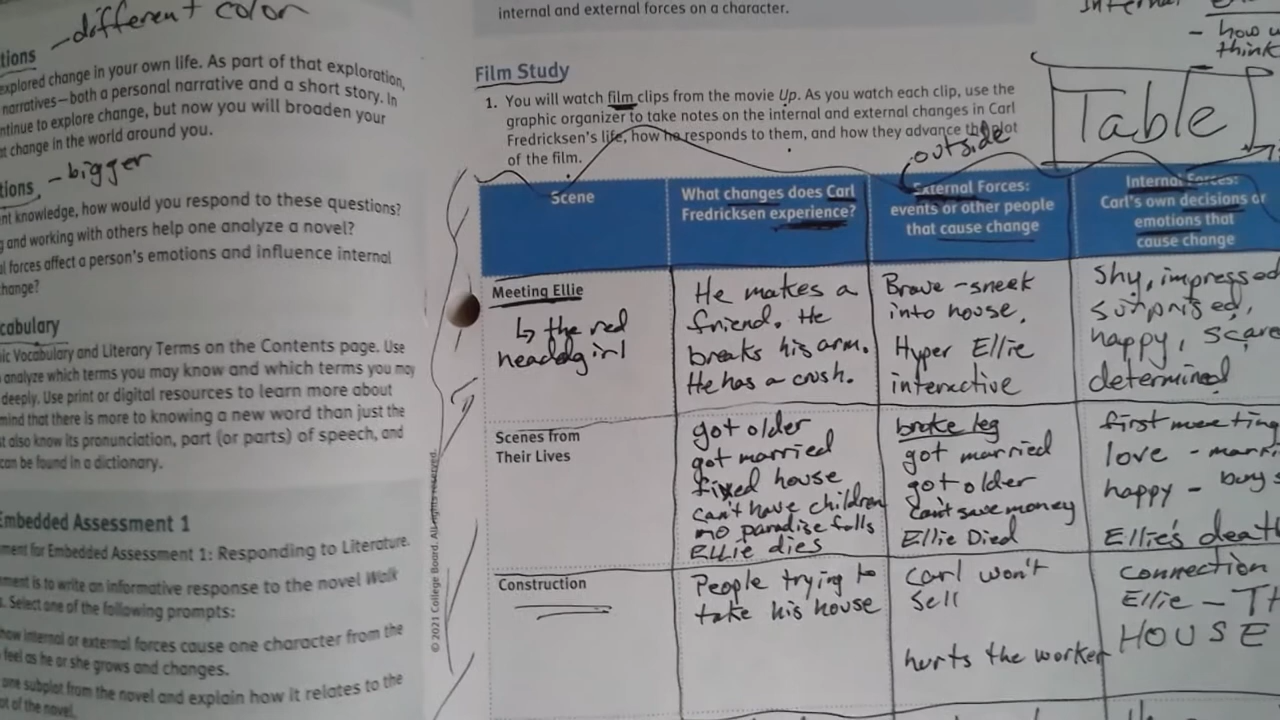 different color
tions
explored change in your own life. As part of that exploration,
narratives—both a personal narrative and a short story. In
ntinue to explore change, but now you will broaden your
at change in the world around you.
tions - bigger
nt knowledge, how would you respond to these questions?
g and working with others help one analyze a novel?
al forces affect a person's emotions and influence internal
hange?
cabulary
ic Vocabulary and Literary Terms on the Contents page. Use
analyze which terms you may know and which terms you may
deeply. Use print or digital resources to learn more about
mind that there is more to knowing a new word than just the
t also know its pronunciation, part (or parts) of speech, and
can be found in a dictionary.
Embedded Assessment 1
ment for Embedded Assessment 1: Responding to Literature.
nment is to write an informative response to the novel Walk
. Select one of the following prompts:
how internal or external forces cause one character from the
feel as he or she grows and changes.
one subplot from the novel and explain how it relates to the
ot of the novel.
© 2021 College Board. All rights reserved.
internal and external forces on a character.
Internal
- how
think
Film Study
1. You will watch film clips from the movie Up. As you watch each clip, use the
graphic organizer to take notes on the internal and external changes in Carl
Fredricksen's life, how he responds to them, and how they advance the plot
of the film.
Table
outside
Scene
What changes does Carl
Fredricksen experience?
External Forces:
events or other people
that cause change
Internal Forces:
Carl's own decisions or
emotions that
cause change
Meeting Ellie
↳ the red
headed girl
He makes a
friend. He
breaks his arm.
He has a crush.
Brave - sneek
into house.
Hyper Ellie
interactive
Shy, impressed
surprised,
happy, scare
determined
Scenes from
Their Lives
got older
got married
fixed house
can't have children
no paradise falls
Ellie dies
broke leg
got married
got older
can't save money
Ellie Died
first meeting
love - marri
happy - buys
Ellie's death
Construction
People trying to
take his house
Carl won't
Sell
hurts the worker
Connection
Ellie - TH
HOUSE